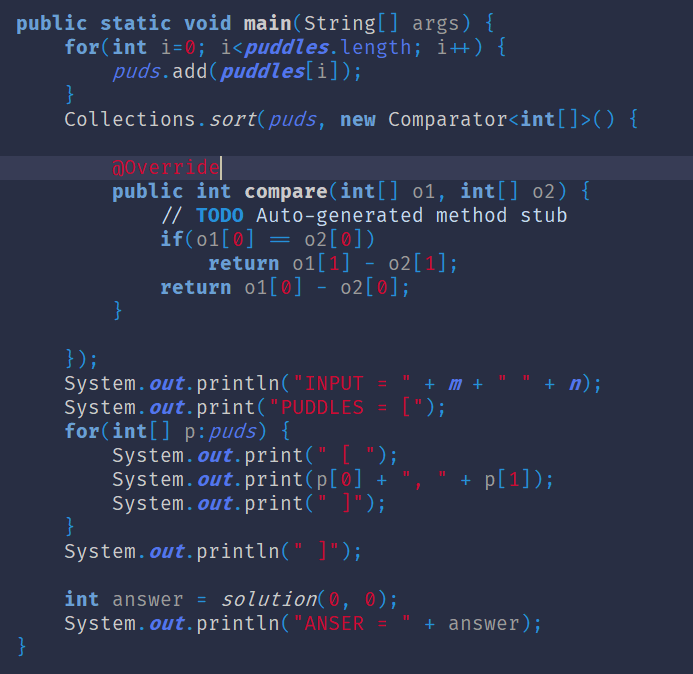 public static void main(String[] args) {
    for(int i=0; i<puddles.length; i++) {
        puds.add(puddles[i]);
    }
    Collections.sort(puds, new Comparator<int[]>() {

        @Override
        public int compare(int[] o1, int[] o2) {
            // TODO Auto-generated method stub
            if(o1[0] == o2[0])
                return o1[1] - o2[1];
            return o1[0] - o2[0];
        }

    });
    System.out.println("INPUT = " + m + " " + n);
    System.out.print("PUDDLES = [");
    for(int[] p:puds) {
        System.out.print(" [ ");
        System.out.print(p[0] + ", " + p[1]);
        System.out.print(" ]");
    }
    System.out.println(" ]");

    int answer = solution(0, 0);
    System.out.println("ANSER = " + answer);
}